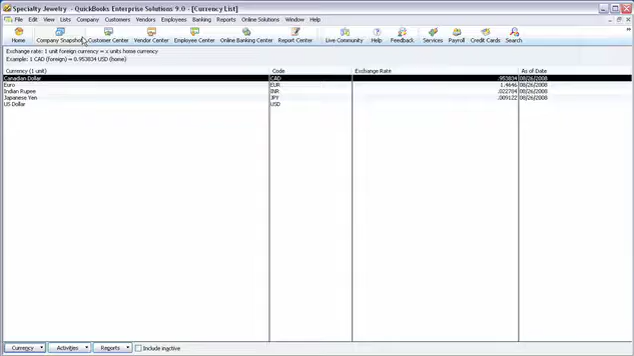 Specialty Jewelry - QuickBooks Enterprise Solutions 9.0 - [Currency List]
File Edit View Lists Company Customers Vendors Employees Banking Reports Online Solutions Window Help
Home Company Snapshot Customer Center Vendor Center Employee Center Online Banking Center Report Center Live Community Help Feedback Services Payroll Credit Cards Search
Exchange rate: 1 unit foreign currency = x units home currency
Example: 1 CAD (foreign) = 0.953834 USD (home)
Currency (1 unit) Code Exchange Rate As of Date
Canadian Dollar CAD .953834 08/26/2008
Euro EUR 1.4646 08/26/2008
Indian Rupee INR .022784 08/26/2008
Japanese Yen JPY .009122 08/26/2008
US Dollar USD
Currency Activities Reports Include inactive